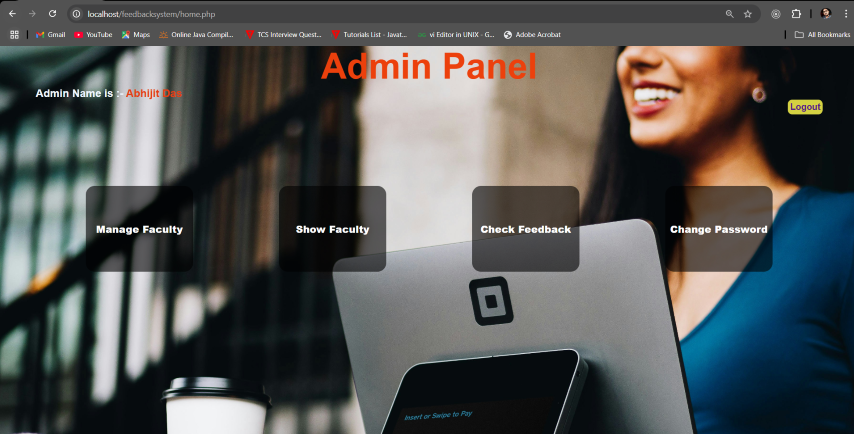 localhost/feedbacksystem/home.php
Gmail YouTube Maps Online Java Compil... TCS Interview Quest... Tutorials List - Javat... vi Editor in UNIX - G... Adobe Acrobat All Bookmarks
Admin Panel
Admin Name is :- Abhijit Das
Logout
Manage Faculty Show Faculty Check Feedback Change Password
Insert or Swipe to Pay